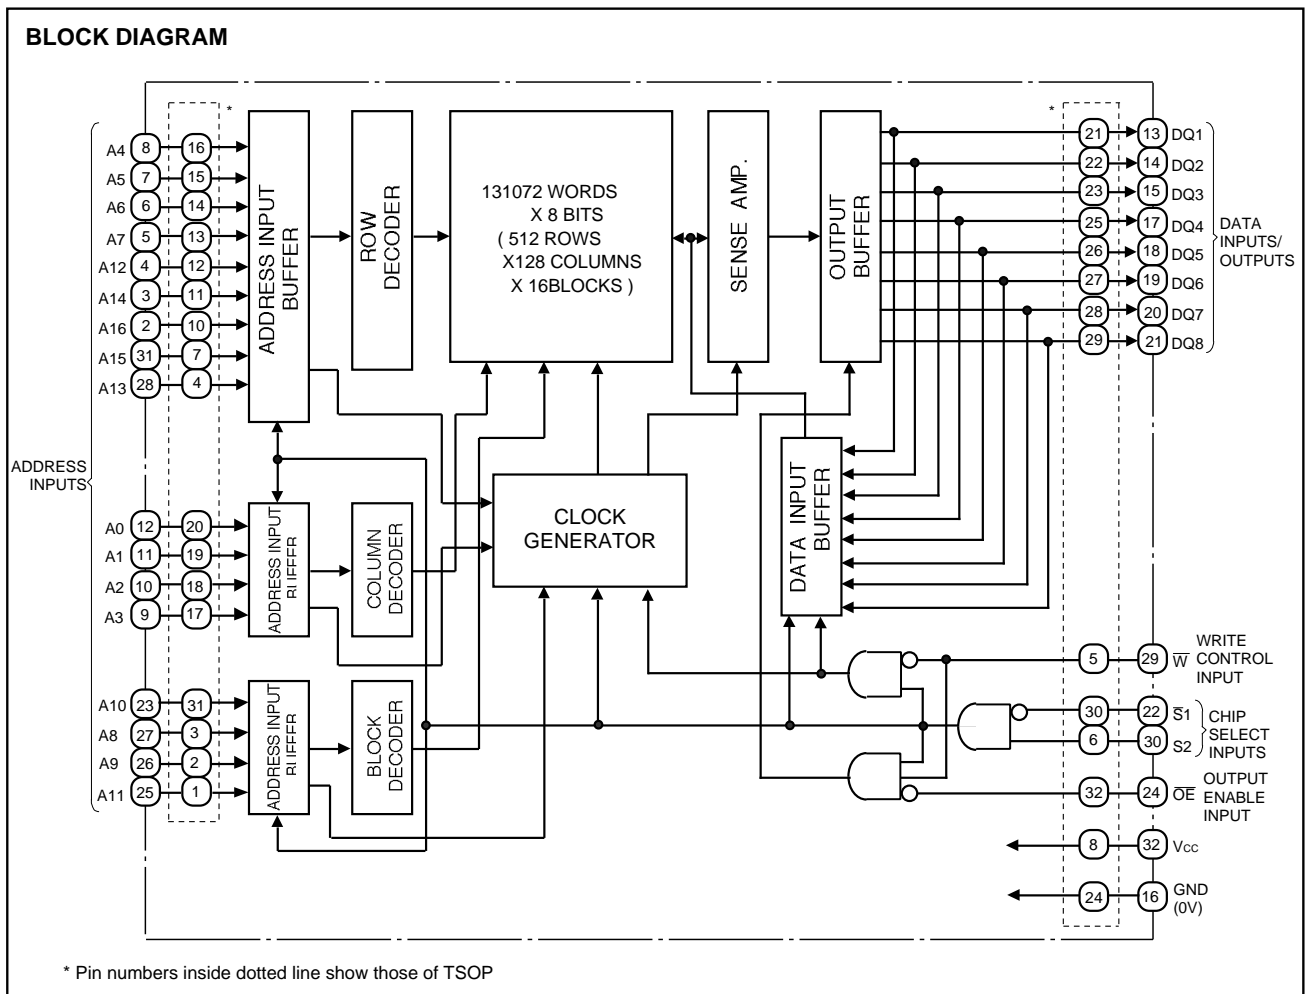 BLOCK DIAGRAM
*
*
A4 8 16
A5 7 15
A6 6 14
A7 5 13
A12 4 12
A14 3 11
A16 2 10
A15 31 7
A13 28 4
ADDRESS
INPUTS
A0 12 20
A1 11 19
A2 10 18
A3 9 17
A10 23 31
A8 27 3
A9 26 2
A11 25 1
ADDRESS INPUT
BUFFER
ROW
DECODER
131072 WORDS
X 8 BITS
( 512 ROWS
X128 COLUMNS
X 16BLOCKS )
SENSE AMP.
OUTPUT
BUFFER
ADDRESS INPUT
COLUMN
DECODER
CLOCK
GENERATOR
DATA INPUT
BUFFER
ADDRESS INPUT
BLOCK
DECODER
21 13 DQ1
22 14 DQ2
23 15 DQ3
25 17 DQ4
26 18 DQ5
27 19 DQ6
28 20 DQ7
29 21 DQ8
DATA
INPUTS/
OUTPUTS
5 29 W̅
WRITE
CONTROL
INPUT
30 22 S̅1
6 30 S2
CHIP
SELECT
INPUTS
32 24 O̅E̅
OUTPUT
ENABLE
INPUT
8 32 Vcc
24 16 GND
(0V)
* Pin numbers inside dotted line show those of TSOP